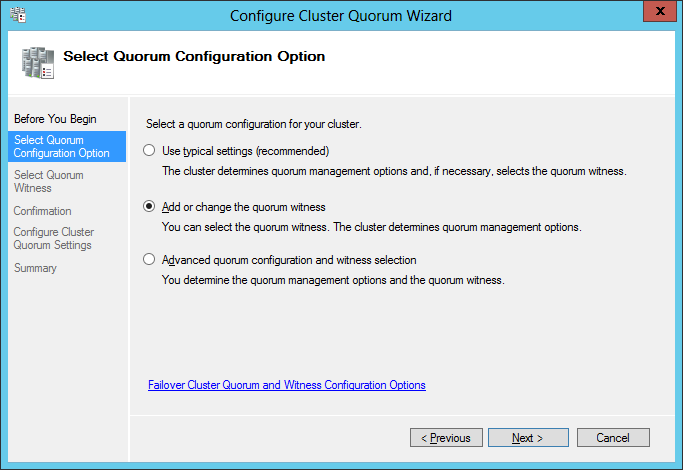 Configure Cluster Quorum Wizard
x
Select Quorum Configuration Option
Before You Begin
Select Quorum
Configuration Option
Select Quorum
Witness
Confirmation
Configure Cluster
Quorum Settings
Summary
Select a quorum configuration for your cluster.
Use typical settings (recommended)
The cluster determines quorum management options and, if necessary, selects the quorum witness.
Add or change the quorum witness
You can select the quorum witness. The cluster determines quorum management options.
Advanced quorum configuration and witness selection
You determine the quorum management options and the quorum witness.
Failover Cluster Quorum and Witness Configuration Options
< Previous
Next >
Cancel